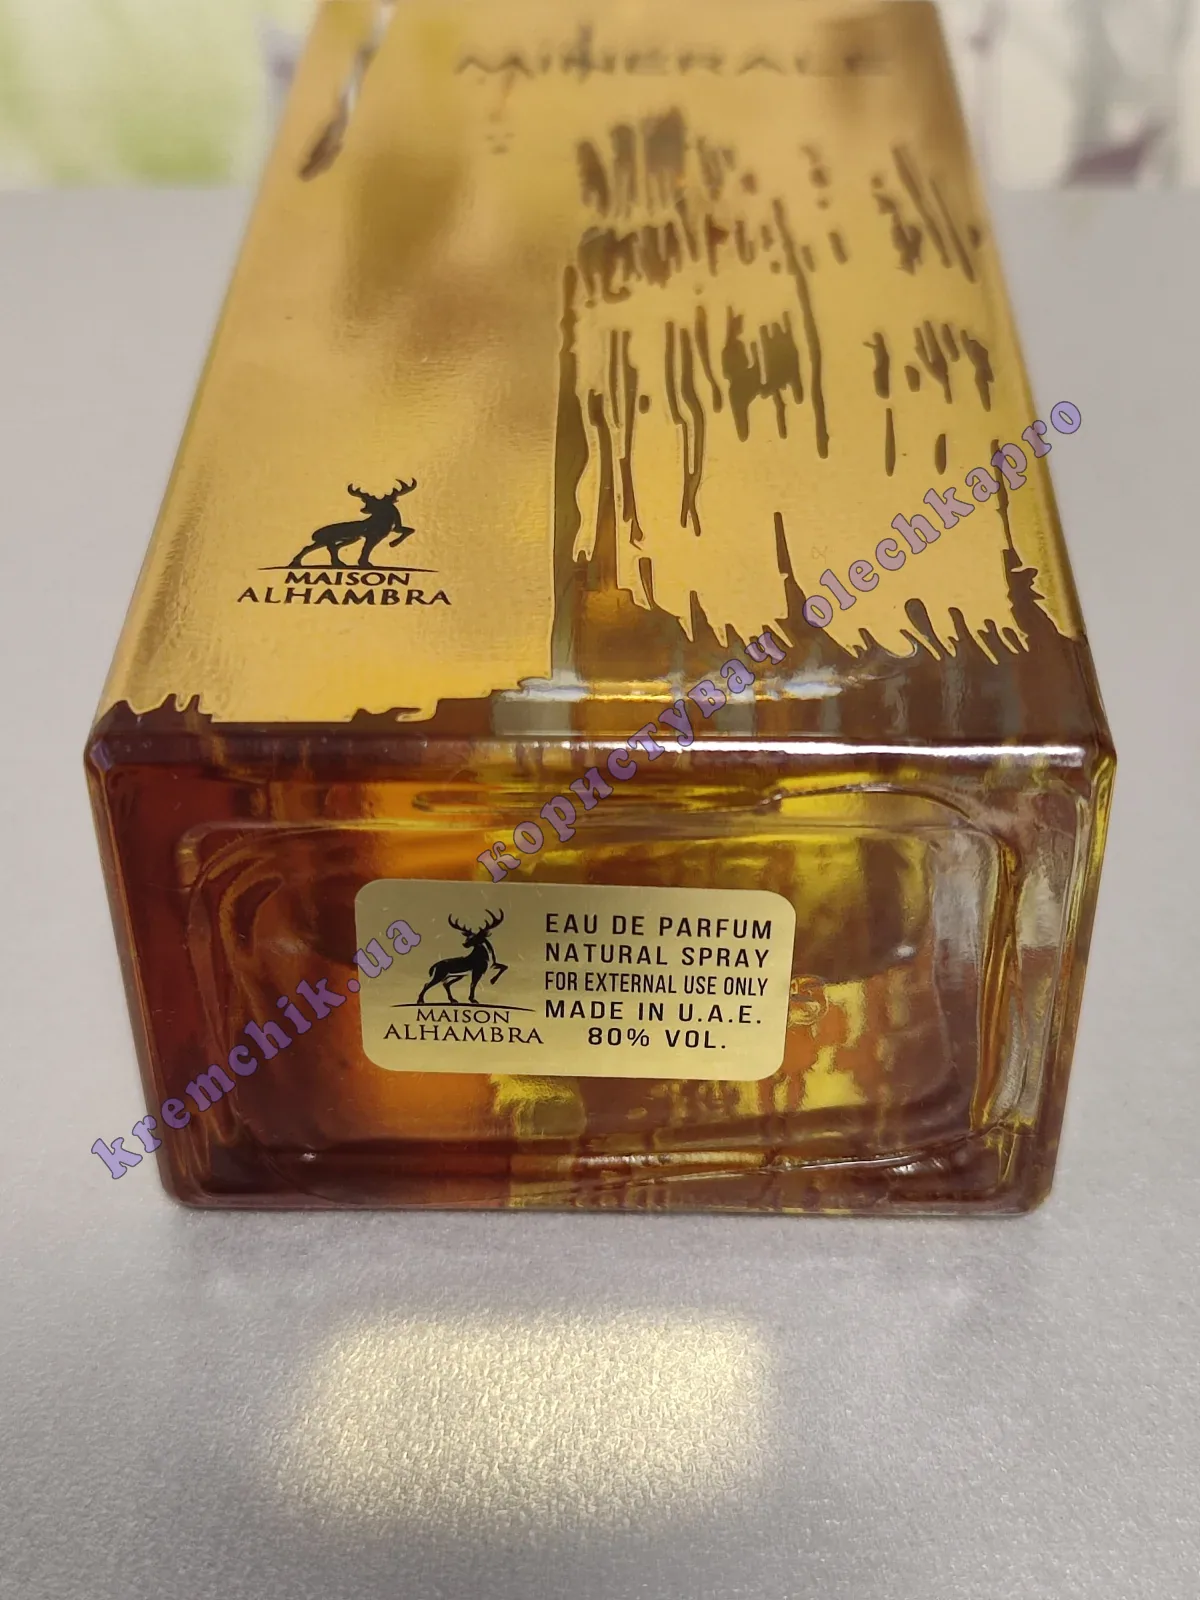 MINERALE
MAISON
ALHAMBRA
EAU DE PARFUM
NATURAL SPRAY
FOR EXTERNAL USE ONLY
MADE IN U.A.E.
80% VOL.
MAISON
ALHAMBRA
kremchik.ua користувач olechkapro